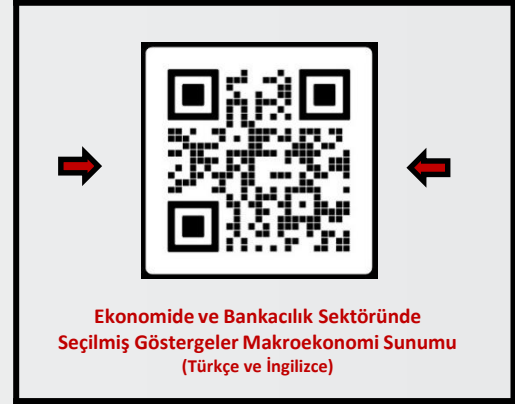 Ekonomide ve Bankacılık Sektöründe
Seçilmiş Göstergeler Makroekonomi Sunumu
(Türkçe ve İngilizce)